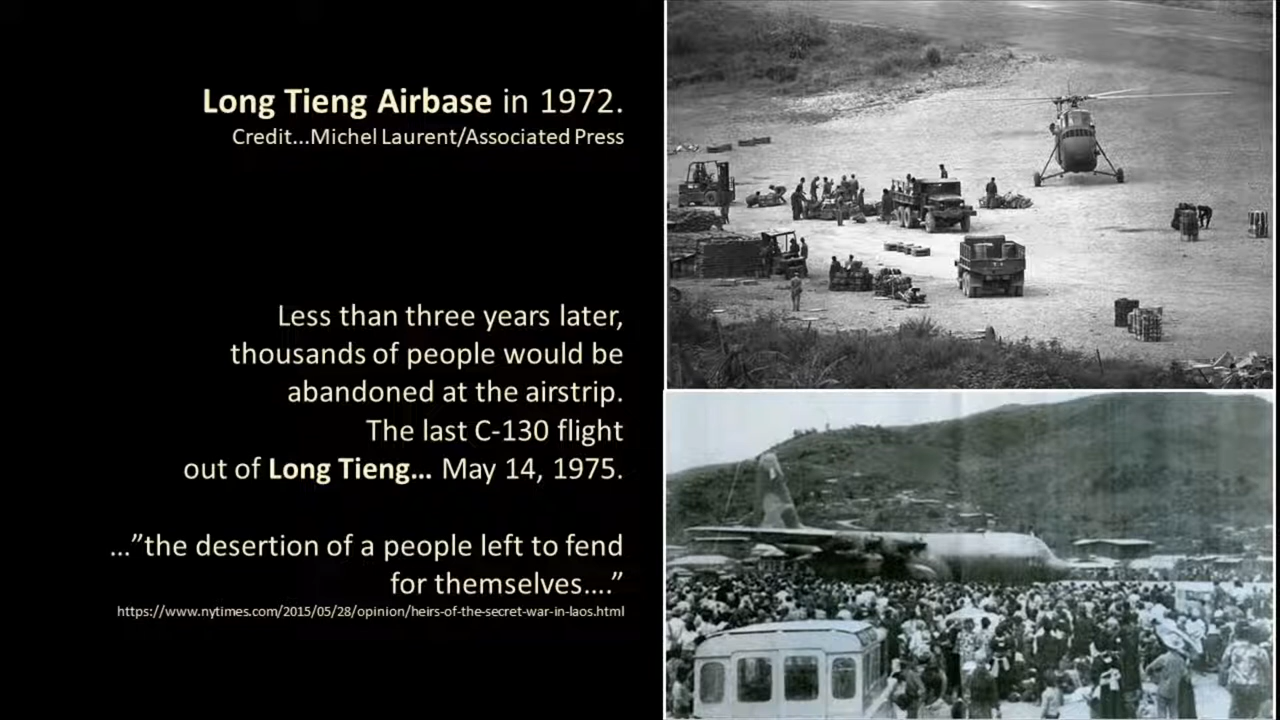 Long Tieng Airbase in 1972.
Credit...Michel Laurent/Associated Press
Less than three years later,
thousands of people would be
abandoned at the airstrip.
The last C-130 flight
out of Long Tieng... May 14, 1975.
...”the desertion of a people left to fend
for themselves....”
https://www.nytimes.com/2015/05/28/opinion/heirs-of-the-secret-war-in-laos.html